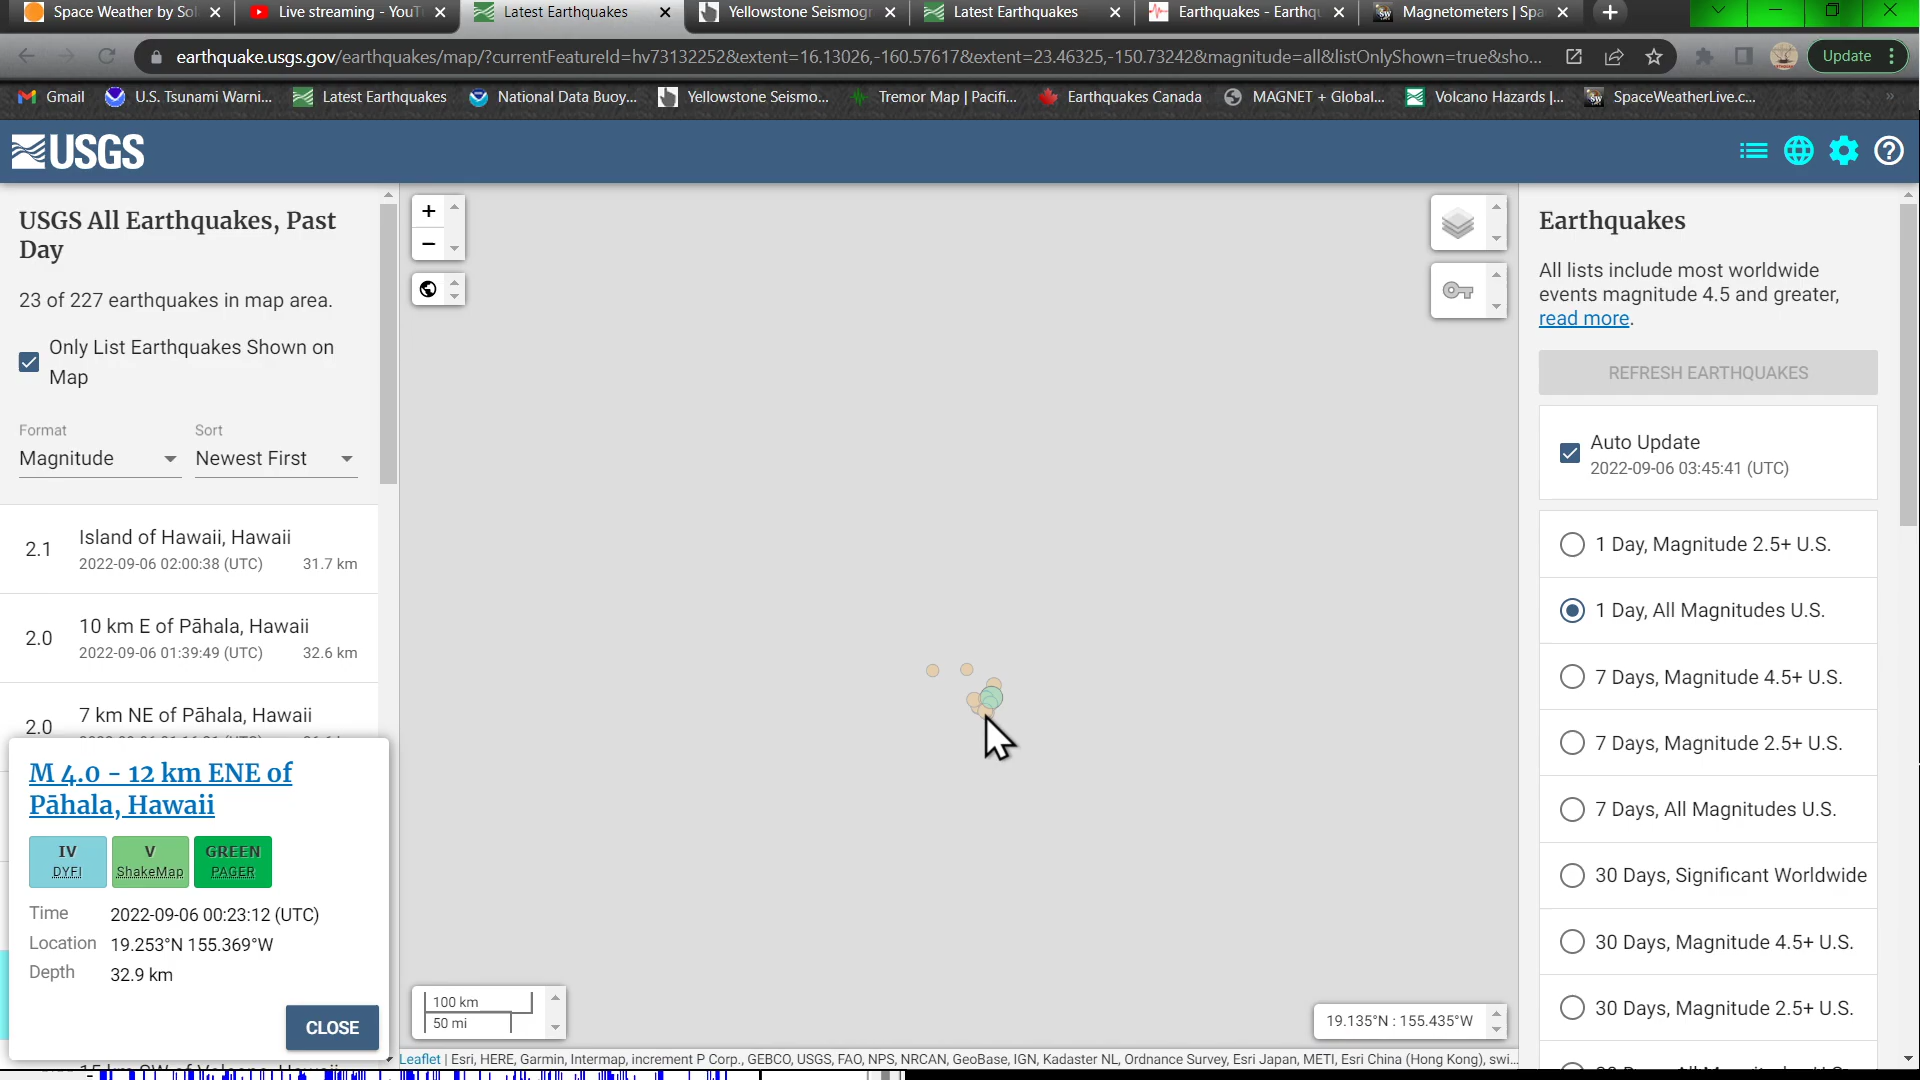 Space Weather by Sol
Live streaming - YouT
Latest Earthquakes
Yellowstone Seismogr
Latest Earthquakes
Earthquakes - Earthqu
Magnetometers | Spa
earthquake.usgs.gov/earthquakes/map/?currentFeatureId=hv73132252&extent=16.13026,-160.57617&extent=23.46325,-150.73242&magnitude=all&listOnlyShown=true&sho...
Update
Gmail
U.S. Tsunami Warni...
Latest Earthquakes
National Data Buoy...
Yellowstone Seismo...
Tremor Map | Pacifi...
Earthquakes Canada
MAGNET + Global...
Volcano Hazards |...
SpaceWeatherLive.c...
USGS
USGS All Earthquakes, Past
Day
23 of 227 earthquakes in map area.
Only List Earthquakes Shown on
Map
Format
Sort
Magnitude
Newest First
2.1
Island of Hawaii, Hawaii
2022-09-06 02:00:38 (UTC)
31.7 km
2.0
10 km E of Pāhala, Hawaii
2022-09-06 01:39:49 (UTC)
32.6 km
2.0
7 km NE of Pāhala, Hawaii
M 4.0 - 12 km ENE of
Pāhala, Hawaii
IV
DYFI
V
ShakeMap
GREEN
PAGER
Time
2022-09-06 00:23:12 (UTC)
Location
19.253°N 155.369°W
Depth
32.9 km
CLOSE
+
−
100 km
50 mi
19.135°N : 155.435°W
Leaflet | Esri, HERE, Garmin, Intermap, increment P Corp., GEBCO, USGS, FAO, NPS, NRCAN, GeoBase, IGN, Kadaster NL, Ordnance Survey, Esri Japan, METI, Esri China (Hong Kong), swi...
Earthquakes
All lists include most worldwide
events magnitude 4.5 and greater,
read more.
REFRESH EARTHQUAKES
Auto Update
2022-09-06 03:45:41 (UTC)
1 Day, Magnitude 2.5+ U.S.
1 Day, All Magnitudes U.S.
7 Days, Magnitude 4.5+ U.S.
7 Days, Magnitude 2.5+ U.S.
7 Days, All Magnitudes U.S.
30 Days, Significant Worldwide
30 Days, Magnitude 4.5+ U.S.
30 Days, Magnitude 2.5+ U.S.